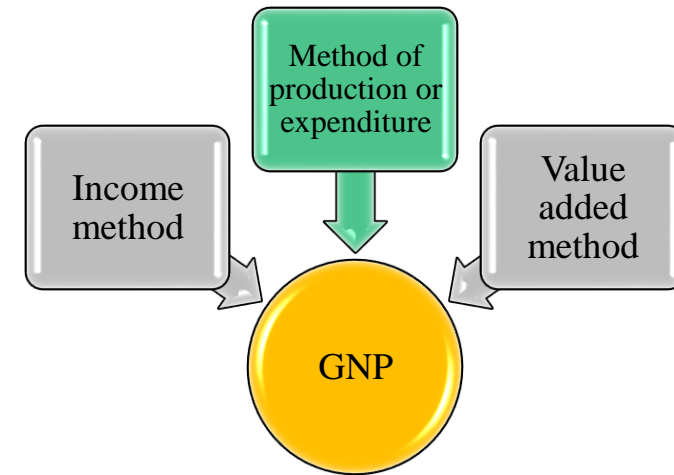 Method of
production or
expenditure
Income
method
Value
added
method
GNP